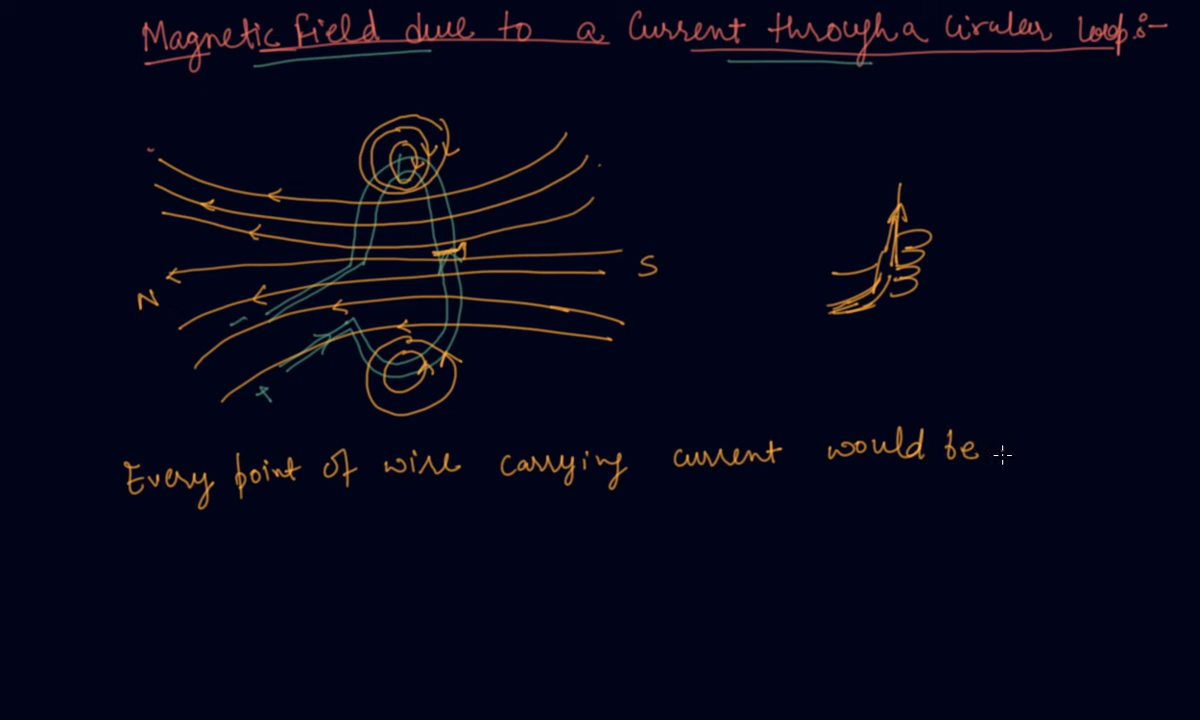 Magnetic field due to a Current through a Circular Loop:-
S
N
-
+
Every point of wire carrying current would be